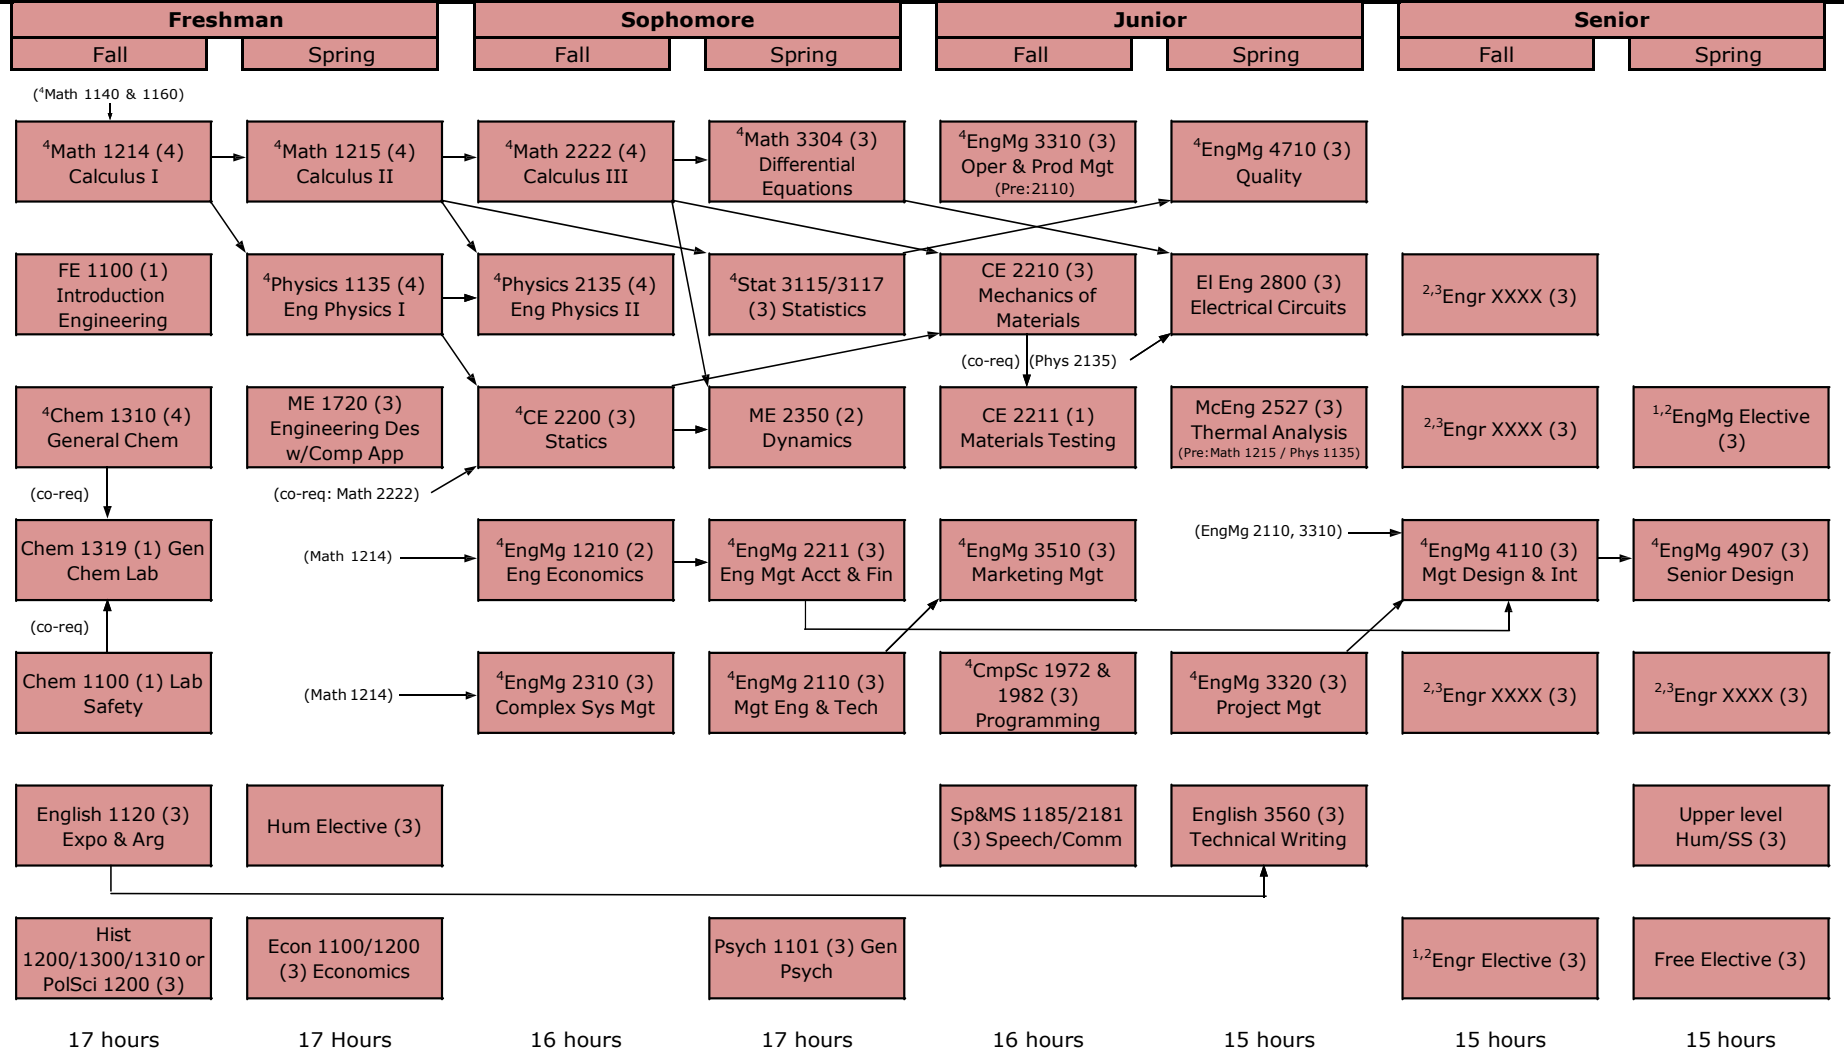 Freshman
Sophomore
Junior
Senior
Fall
Spring
Fall
Spring
Fall
Spring
Fall
Spring
(⁴Math 1140 & 1160)
⁴Math 1214 (4)
Calculus I
⁴Math 1215 (4)
Calculus II
⁴Math 2222 (4)
Calculus III
⁴Math 3304 (3)
Differential
Equations
⁴EngMg 3310 (3)
Oper & Prod Mgt
(Pre:2110)
⁴EngMg 4710 (3)
Quality
FE 1100 (1)
Introduction
Engineering
⁴Physics 1135 (4)
Eng Physics I
⁴Physics 2135 (4)
Eng Physics II
⁴Stat 3115/3117
(3) Statistics
CE 2210 (3)
Mechanics of
Materials
El Eng 2800 (3)
Electrical Circuits
²,³Engr XXXX (3)
(co-req)
(Phys 2135)
⁴Chem 1310 (4)
General Chem
ME 1720 (3)
Engineering Des
w/Comp App
⁴CE 2200 (3)
Statics
ME 2350 (2)
Dynamics
CE 2211 (1)
Materials Testing
McEng 2527 (3)
Thermal Analysis
(Pre:Math 1215 / Phys 1135)
²,³Engr XXXX (3)
¹,²EngMg Elective
(3)
(co-req)
(co-req: Math 2222)
Chem 1319 (1) Gen
Chem Lab
(Math 1214)
⁴EngMg 1210 (2)
Eng Economics
⁴EngMg 2211 (3)
Eng Mgt Acct & Fin
⁴EngMg 3510 (3)
Marketing Mgt
(EngMg 2110, 3310)
⁴EngMg 4110 (3)
Mgt Design & Int
⁴EngMg 4907 (3)
Senior Design
(co-req)
Chem 1100 (1) Lab
Safety
(Math 1214)
⁴EngMg 2310 (3)
Complex Sys Mgt
⁴EngMg 2110 (3)
Mgt Eng & Tech
⁴CmpSc 1972 &
1982 (3)
Programming
⁴EngMg 3320 (3)
Project Mgt
²,³Engr XXXX (3)
²,³Engr XXXX (3)
English 1120 (3)
Expo & Arg
Hum Elective (3)
Sp&MS 1185/2181
(3) Speech/Comm
English 3560 (3)
Technical Writing
Upper level
Hum/SS (3)
Hist
1200/1300/1310 or
PolSci 1200 (3)
Econ 1100/1200
(3) Economics
Psych 1101 (3) Gen
Psych
¹,²Engr Elective (3)
Free Elective (3)
17 hours
17 Hours
16 hours
17 hours
16 hours
15 hours
15 hours
15 hours